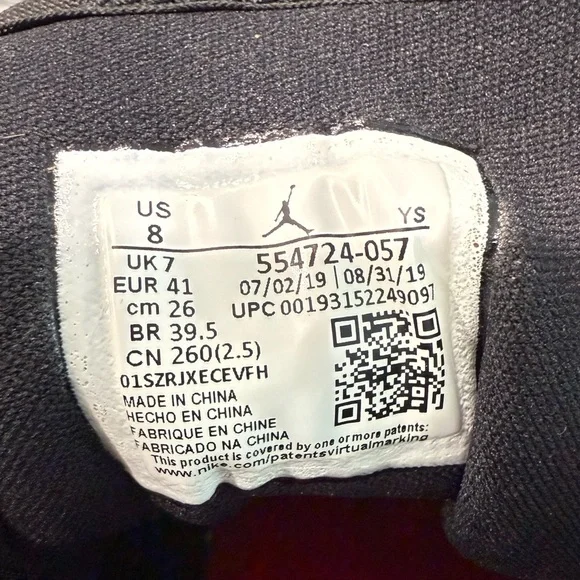 US
8
YS
UK 7
554724-057
EUR 41
07/02/19 | 08/31/19
cm 26
UPC 00193152249097
BR 39.5
CN 260(2.5)
01SZRJXECEVFH
MADE IN CHINA
HECHO EN CHINA
FABRIQUE EN CHINE
FABRICADO NA CHINA
This product is covered by one or more patents:
www.nike.com/patentsvirtualmarking